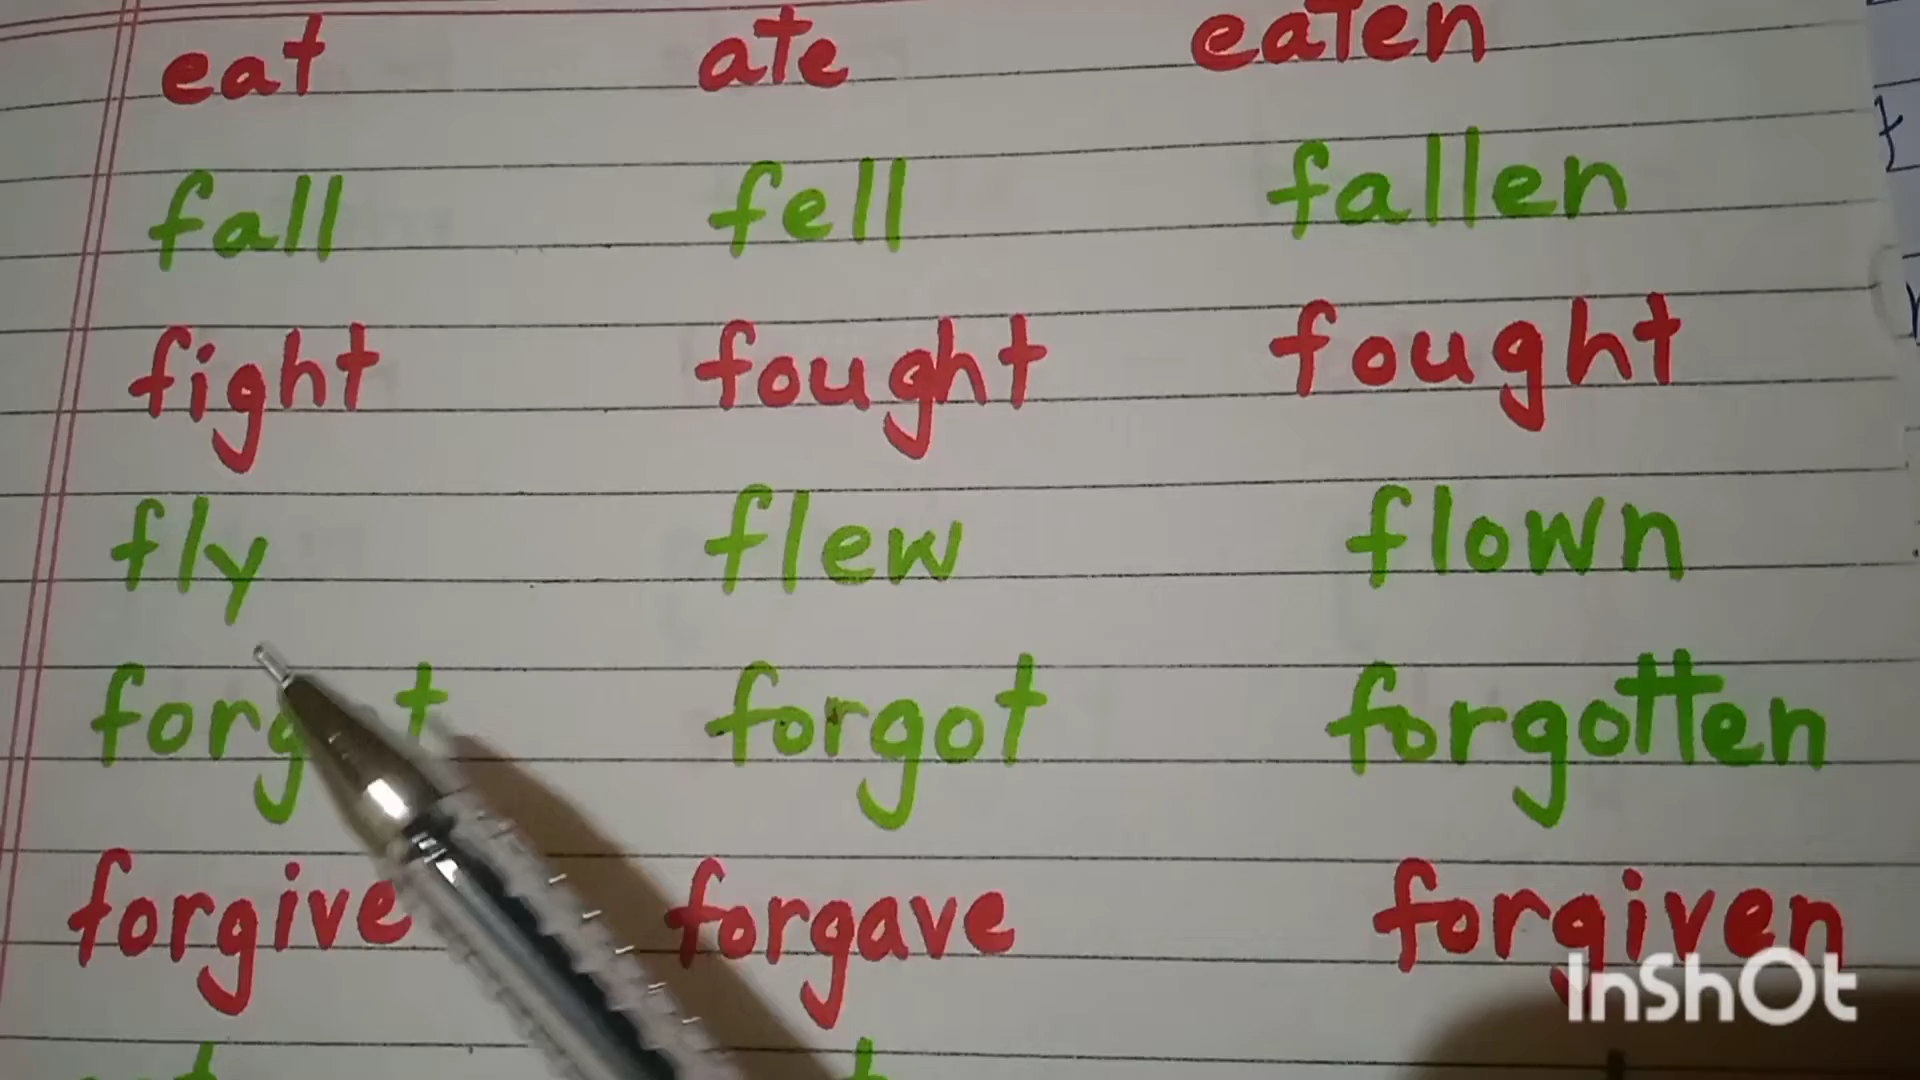 eat ate eaten
fall fell fallen
fight fought fought
fly flew flown
forgot forgotten
forgive forgave forgiven
InShOt